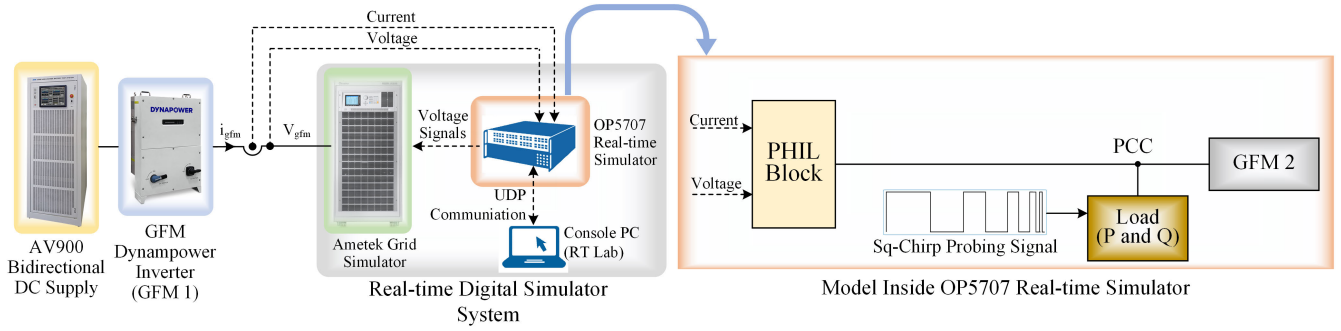 Current
Voltage
AV900
Bidirectional
DC Supply
DYNAPOWER
GFM
Dynampower
Inverter
(GFM 1)
i_gfm
V_gfm
Ametek Grid
Simulator
Voltage
Signals
OP5707
Real-time
Simulator
UDP
Communiation
Console PC
(RT Lab)
Real-time Digital Simulator
System
Current
Voltage
PHIL
Block
Sq-Chirp Probing Signal
PCC
Load
(P and Q)
GFM 2
Model Inside OP5707 Real-time Simulator